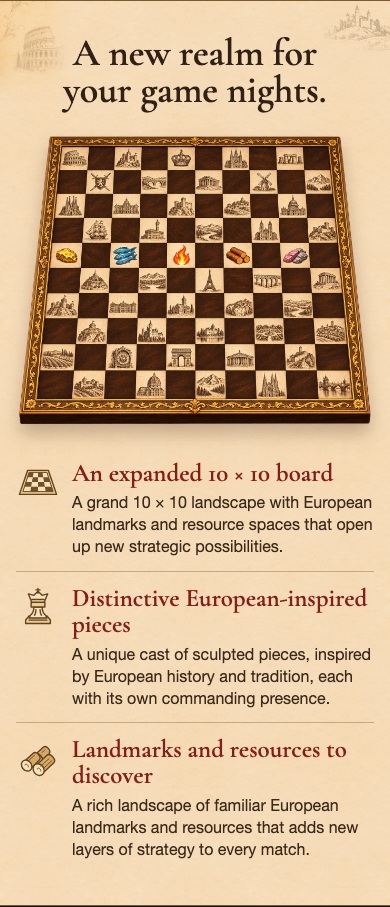 A new realm for
your game nights.
An expanded 10 × 10 board
A grand 10 × 10 landscape with European
landmarks and resource spaces that open
up new strategic possibilities.
Distinctive European-inspired
pieces
A unique cast of sculpted pieces, inspired
by European history and tradition, each
with its own commanding presence.
Landmarks and resources to
discover
A rich landscape of familiar European
landmarks and resources that adds new
layers of strategy to every match.